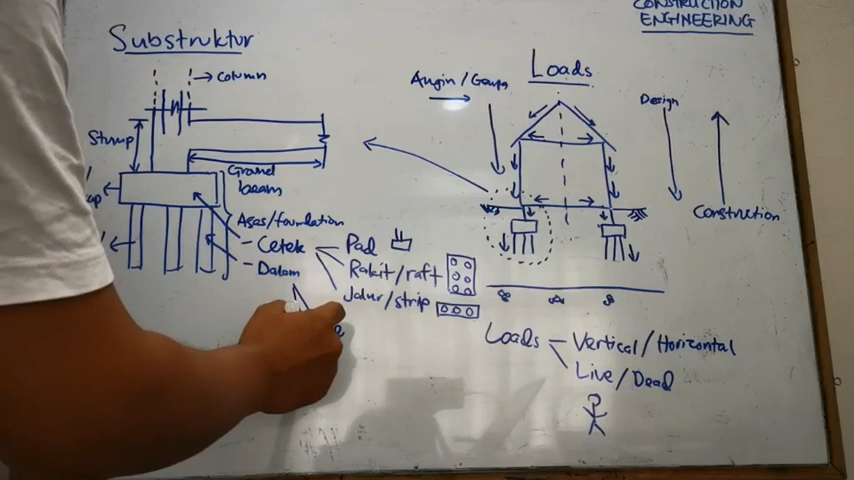 CONSTRUCTION
ENGINEERING
Substruktur
Column
Stump
Ground
beam
Asas/foundation
- Cetek
- Dalam
Pad
Rakit/raft
Jalur/strip
Loads
Angin/Gempa
Design
Construction
Loads
Vertical/Horizontal
Live/Dead